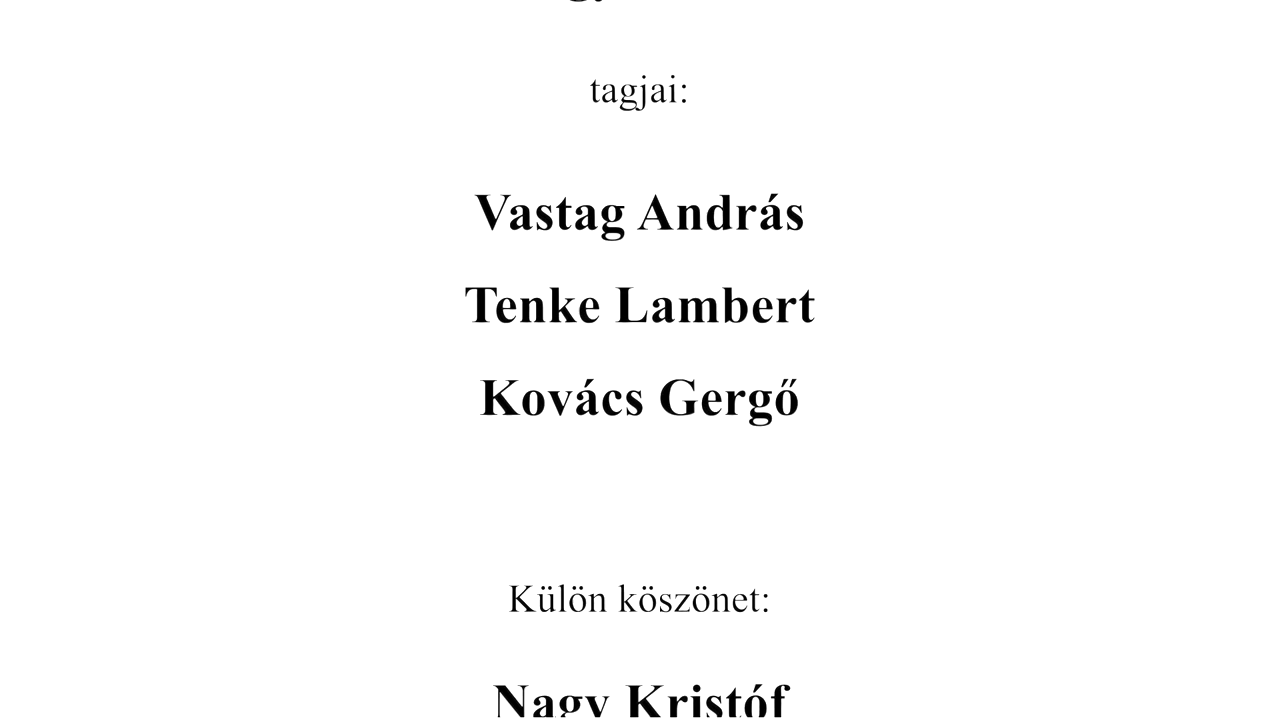 tagjai:
Vastag András
Tenke Lambert
Kovács Gergő
Külön köszönet:
Nagy Kristóf